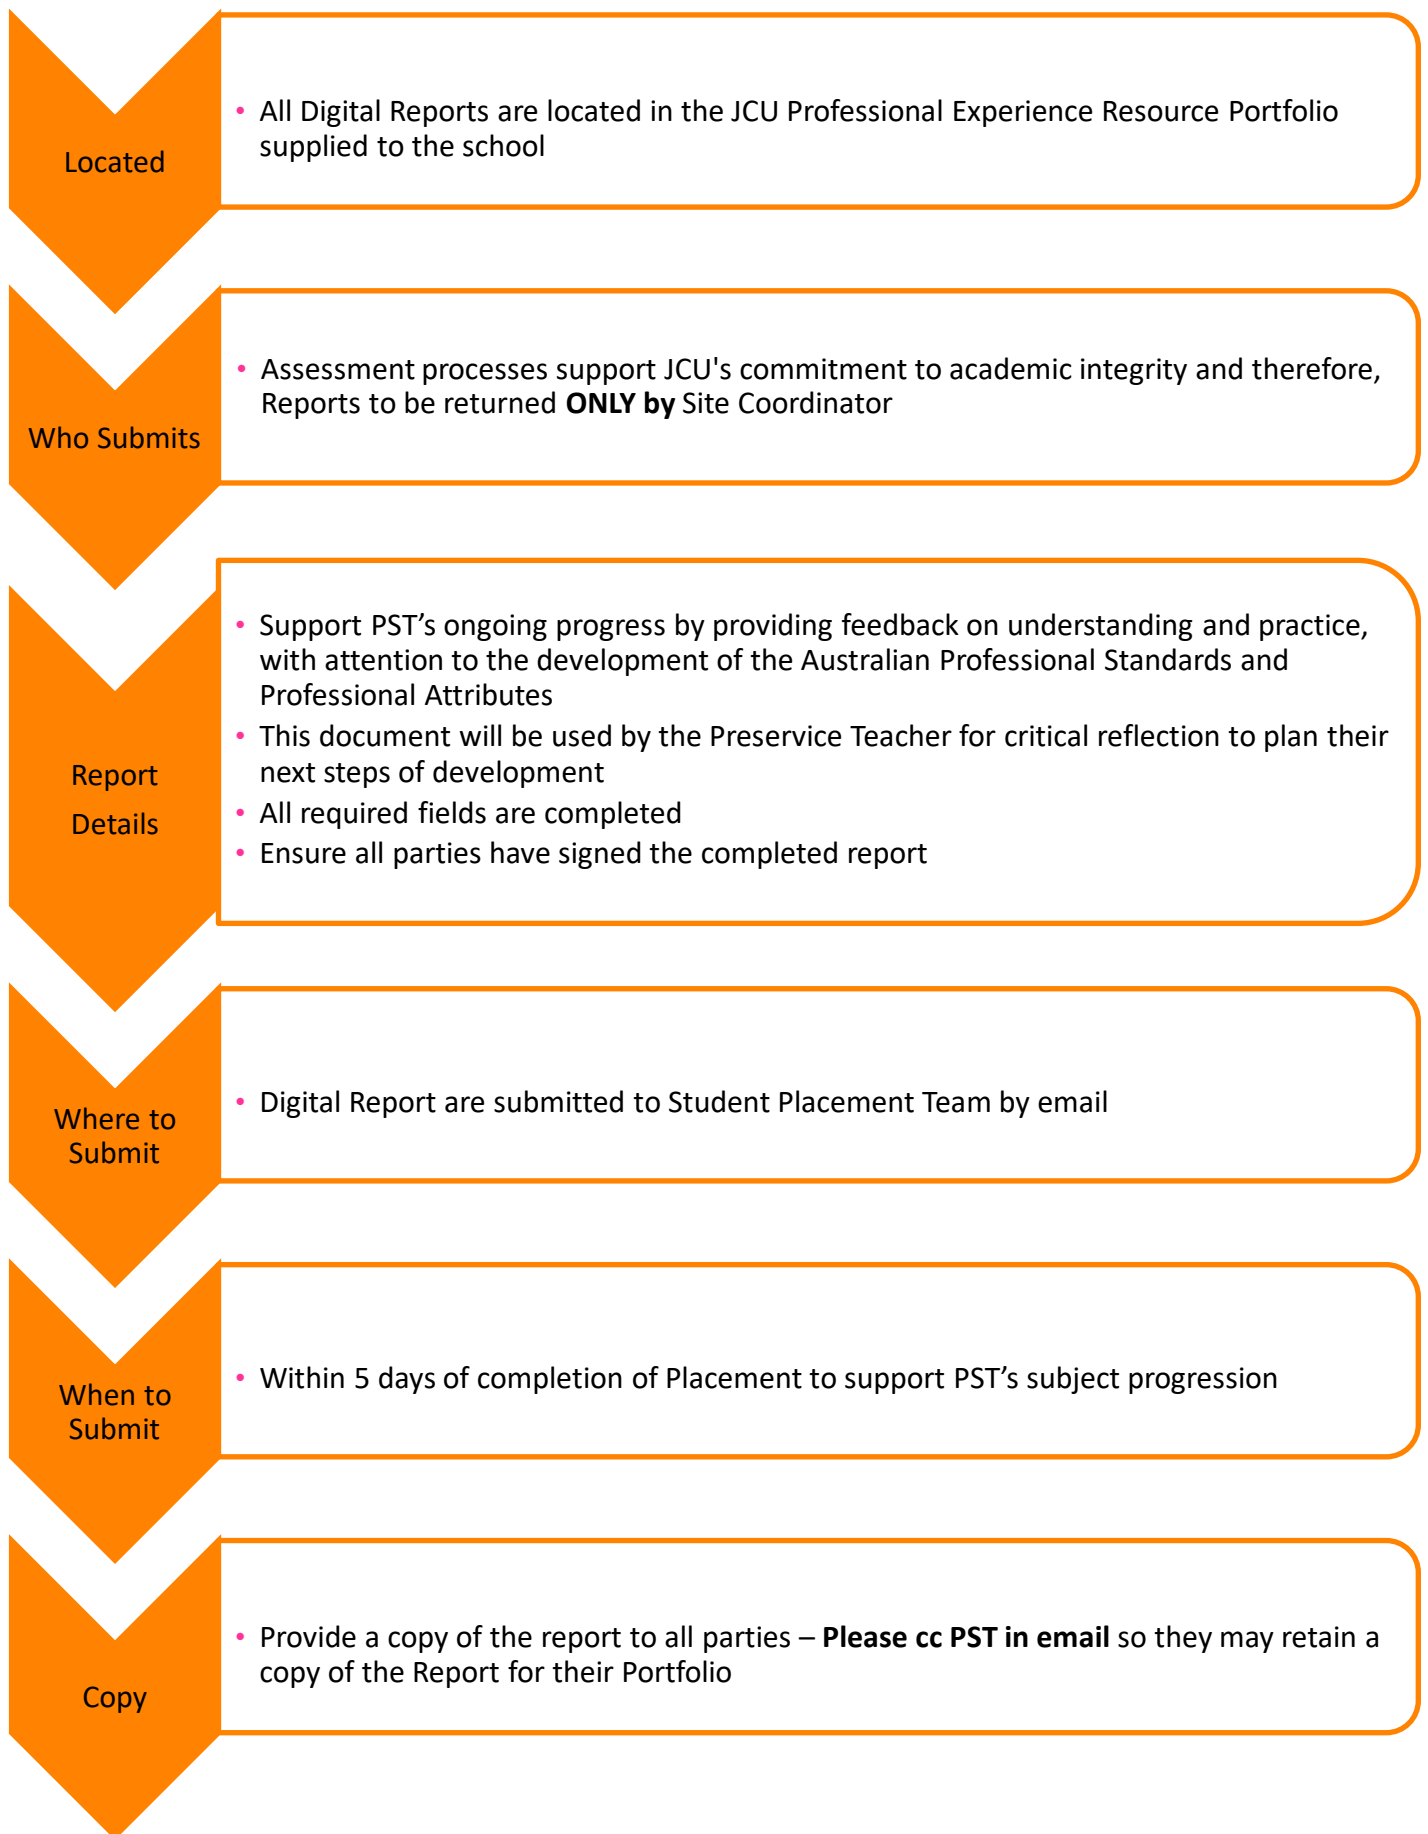 Located
• All Digital Reports are located in the JCU Professional Experience Resource Portfolio
supplied to the school
Who Submits
• Assessment processes support JCU's commitment to academic integrity and therefore,
Reports to be returned ONLY by Site Coordinator
Report
Details
• Support PST’s ongoing progress by providing feedback on understanding and practice,
with attention to the development of the Australian Professional Standards and
Professional Attributes
• This document will be used by the Preservice Teacher for critical reflection to plan their
next steps of development
• All required fields are completed
• Ensure all parties have signed the completed report
Where to
Submit
• Digital Report are submitted to Student Placement Team by email
When to
Submit
• Within 5 days of completion of Placement to support PST’s subject progression
Copy
• Provide a copy of the report to all parties – Please cc PST in email so they may retain a
copy of the Report for their Portfolio